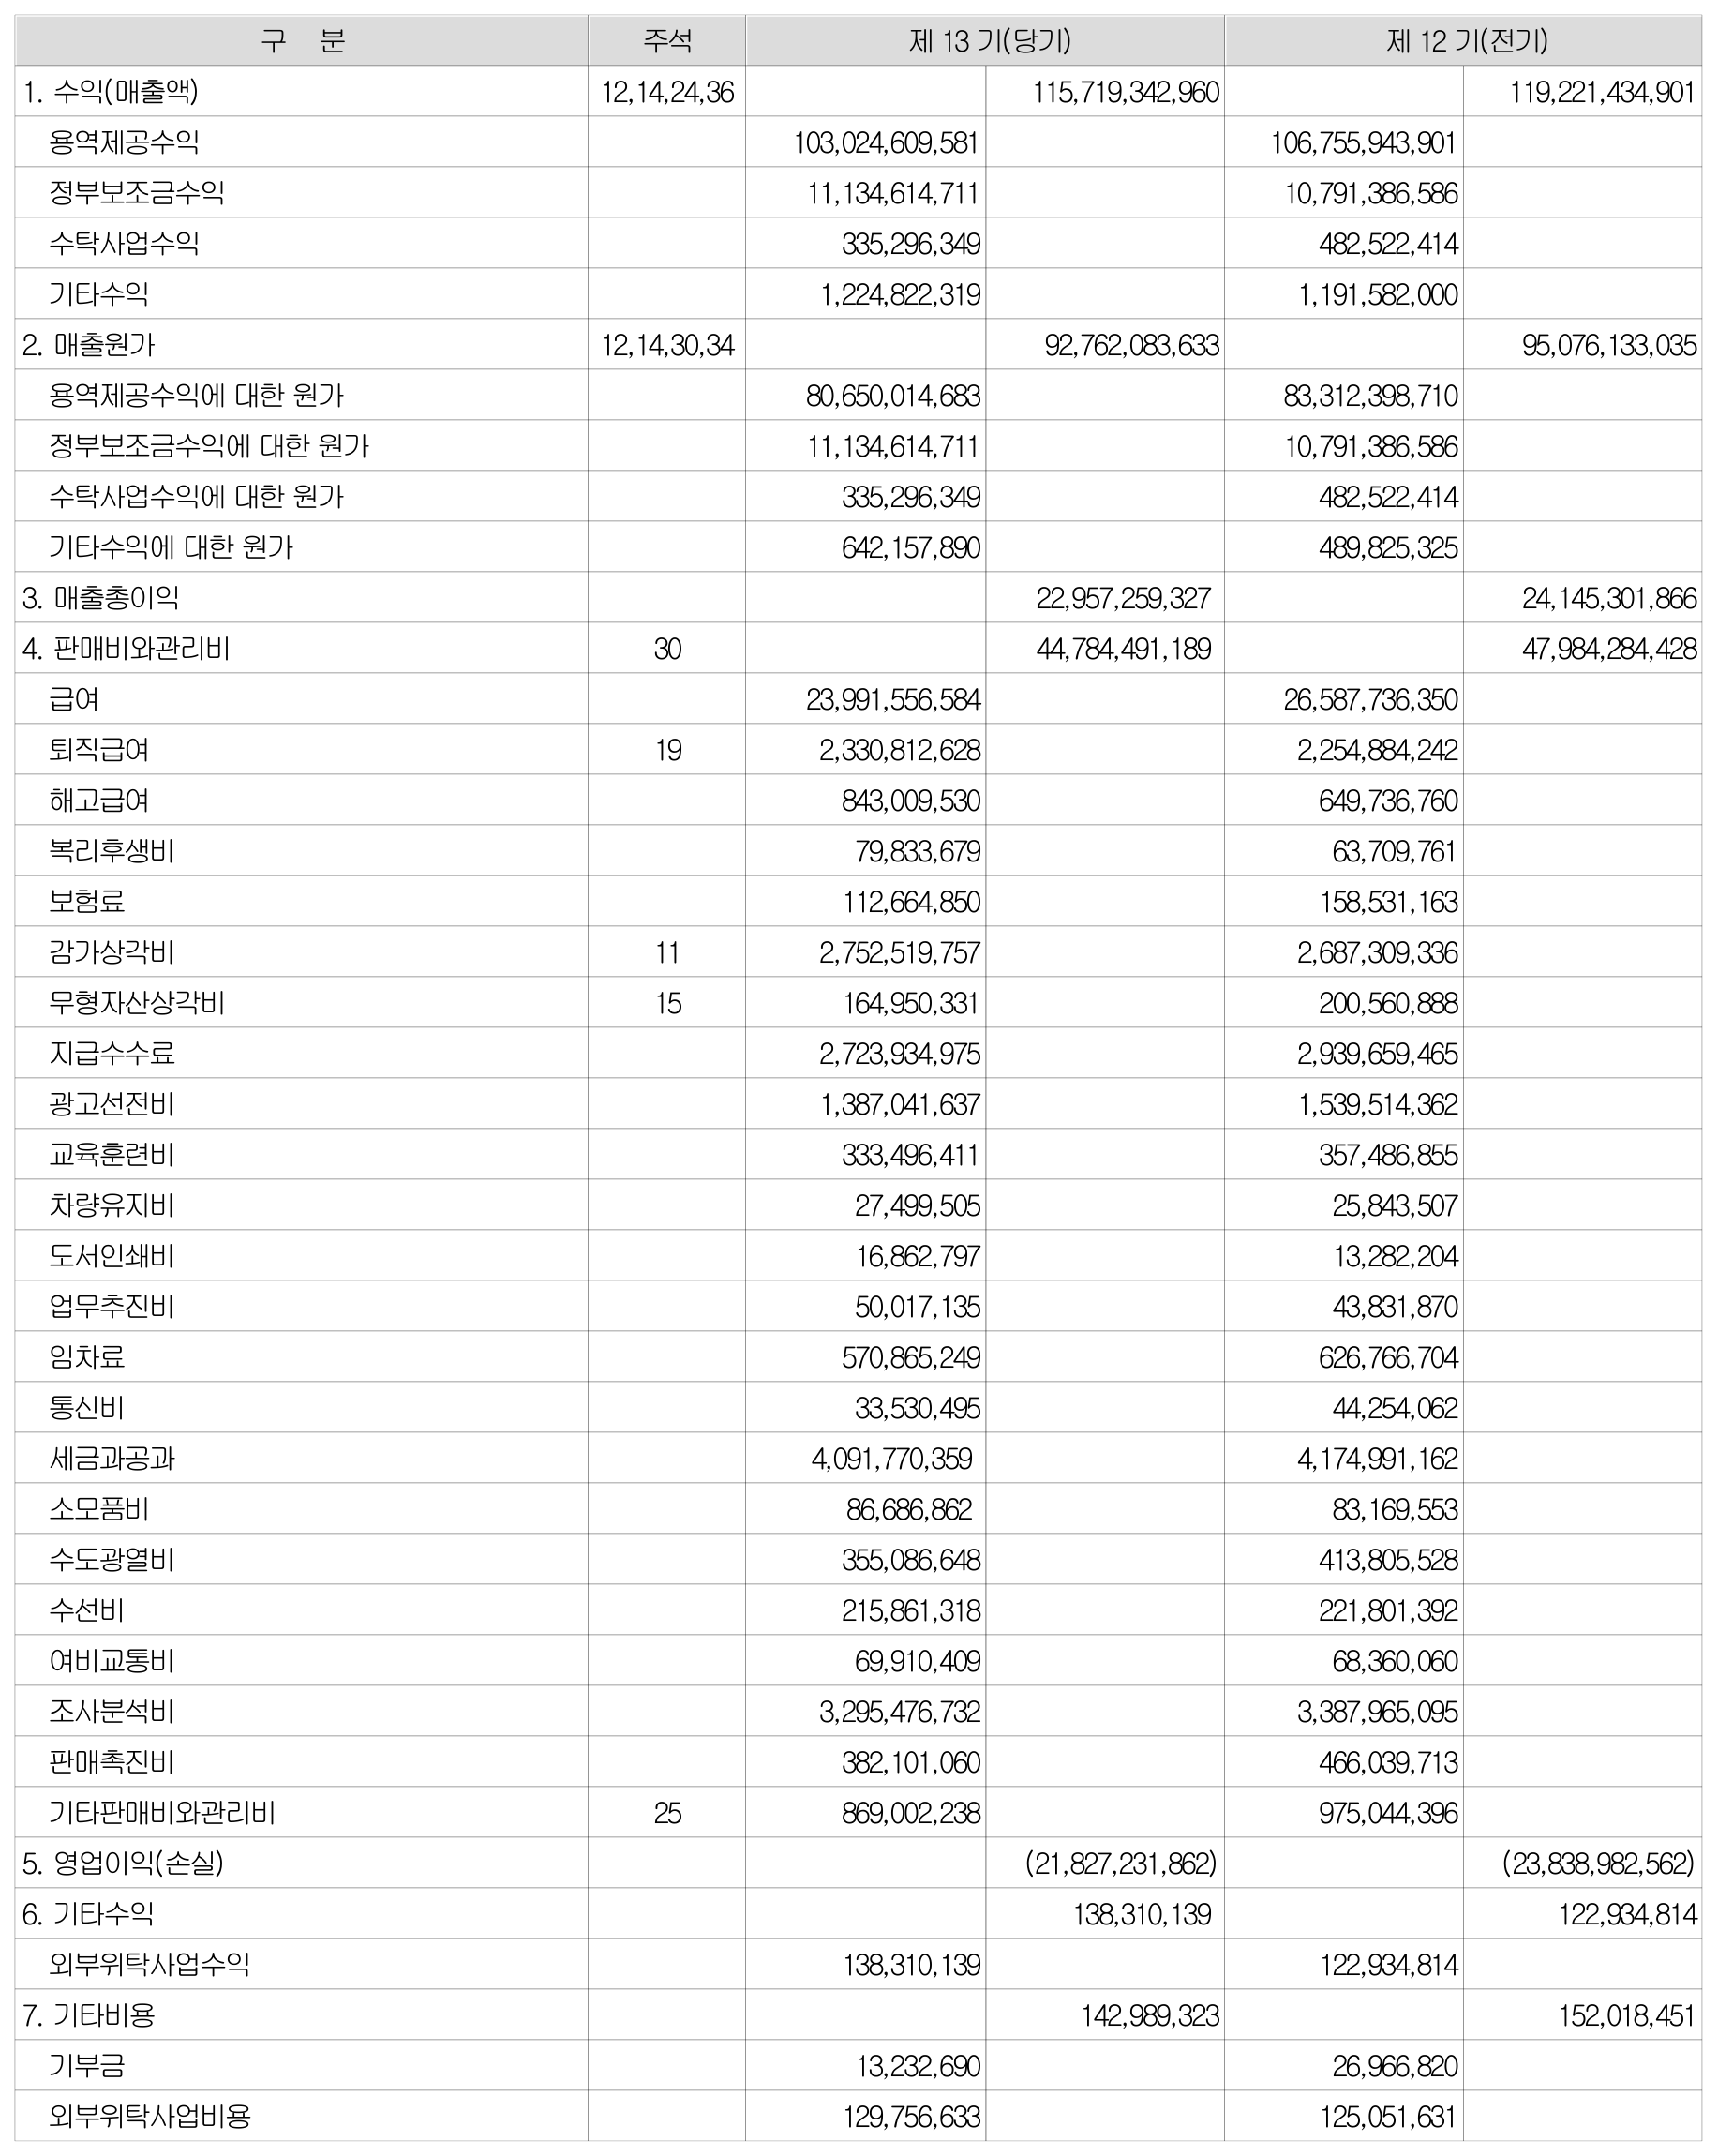 구 분 주석 제 13 기(당기) 제 12 기(전기)
1. 수익(매출액) 12,14,24,36 115,719,342,960 119,221,434,901
용역제공수익 103,024,609,581 106,755,943,901
정부보조금수익 11,134,614,711 10,791,386,586
수탁사업수익 335,296,349 482,522,414
기타수익 1,224,822,319 1,191,582,000
2. 매출원가 12,14,30,34 92,762,083,633 95,076,133,035
용역제공수익에 대한 원가 80,650,014,683 83,312,398,710
정부보조금수익에 대한 원가 11,134,614,711 10,791,386,586
수탁사업수익에 대한 원가 335,296,349 482,522,414
기타수익에 대한 원가 642,157,890 489,825,325
3. 매출총이익 22,957,259,327 24,145,301,866
4. 판매비와관리비 30 44,784,491,189 47,984,284,428
급여 23,991,556,584 26,587,736,350
퇴직급여 19 2,330,812,628 2,254,884,242
해고급여 843,009,530 649,736,760
복리후생비 79,833,679 63,709,761
보험료 112,664,850 158,531,163
감가상각비 11 2,752,519,757 2,687,309,336
무형자산상각비 15 164,950,331 200,560,888
지급수수료 2,723,934,975 2,939,659,465
광고선전비 1,387,041,637 1,539,514,362
교육훈련비 333,496,411 357,486,855
차량유지비 27,499,505 25,843,507
도서인쇄비 16,862,797 13,282,204
업무추진비 50,017,135 43,831,870
임차료 570,865,249 626,766,704
통신비 33,530,495 44,254,062
세금과공과 4,091,770,359 4,174,991,162
소모품비 86,686,862 83,169,553
수도광열비 355,086,648 413,805,528
수선비 215,861,318 221,801,392
여비교통비 69,910,409 68,360,060
조사분석비 3,295,476,732 3,387,965,095
판매촉진비 382,101,060 466,039,713
기타판매비와관리비 25 869,002,238 975,044,396
5. 영업이익(손실) (21,827,231,862) (23,838,982,562)
6. 기타수익 138,310,139 122,934,814
외부위탁사업수익 138,310,139 122,934,814
7. 기타비용 142,989,323 152,018,451
기부금 13,232,690 26,966,820
외부위탁사업비용 129,756,633 125,051,631